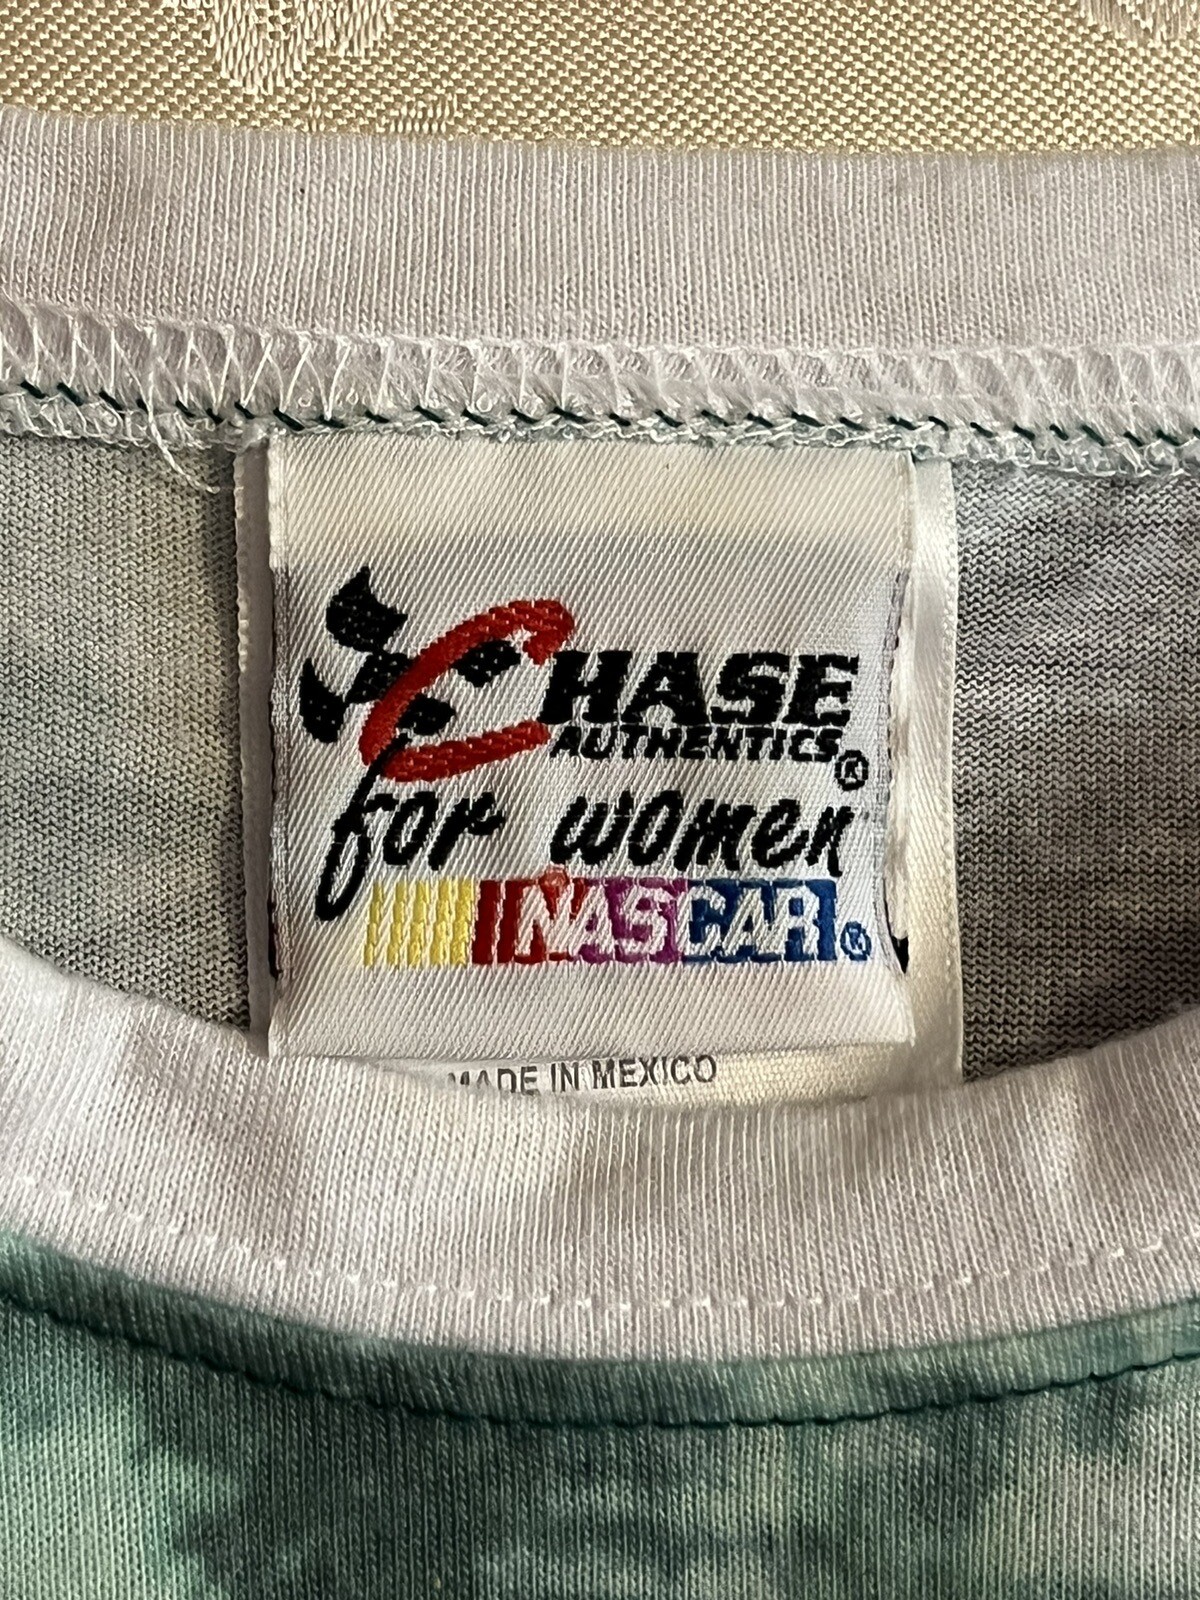 CHASE
AUTHENTICS®
for women
NASCAR®
MADE IN MEXICO